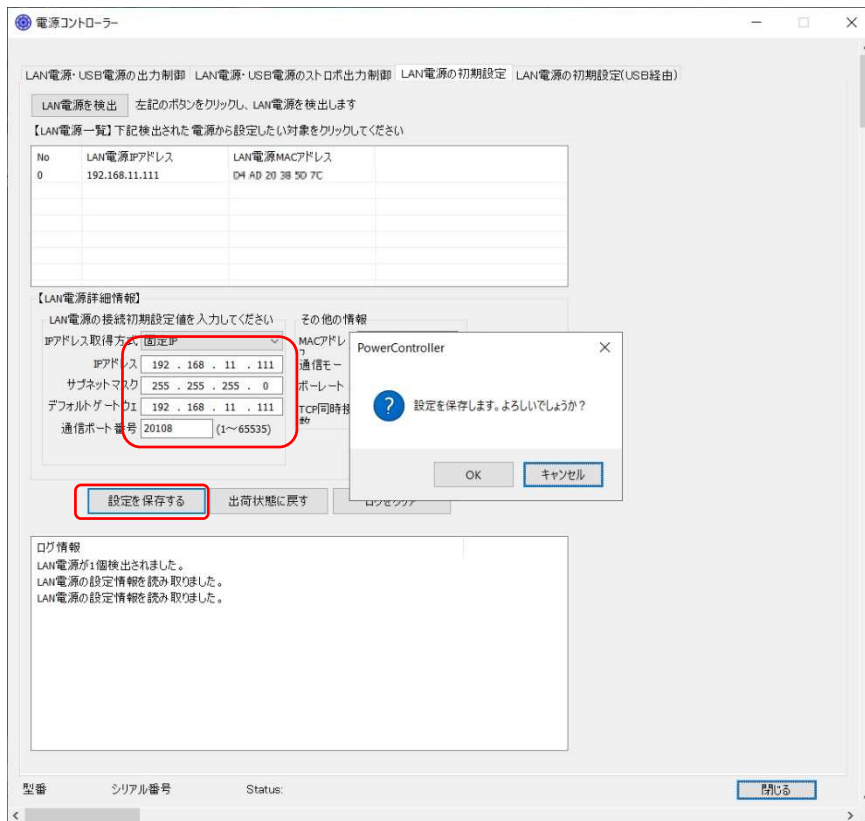 電源コントローラー
LAN電源・USB電源の出力制御 LAN電源・USB電源のストロボ出力制御 LAN電源の初期設定 LAN電源の初期設定(USB経由)
LAN電源を検出 左記のボタンをクリックし、LAN電源を検出します
【LAN電源一覧】下記検出された電源から設定したい対象をクリックしてください
No LAN電源IPアドレス LAN電源MACアドレス
0 192.168.11.111 D4 AD 20 3B 5D 7C
【LAN電源詳細情報】
LAN電源の接続初期設定値を入力してください その他の情報
IPアドレス取得方式 固定IP MACアドレ
IPアドレス 192 . 168 . 11 . 111 通信モー
サブネットマスク 255 . 255 . 255 . 0 ボーレート
デフォルトゲートウェ 192 . 168 . 11 . 111 TCP同時接
通信ポート番号 20108 (1～65535) 数
PowerController
設定を保存します。よろしいでしょうか？
OK キャンセル
設定を保存する 出荷状態に戻す ログをクリア
ログ情報
LAN電源が1個検出されました。
LAN電源の設定情報を読み取りました。
LAN電源の設定情報を読み取りました。
型番 シリアル番号 Status: 閉じる